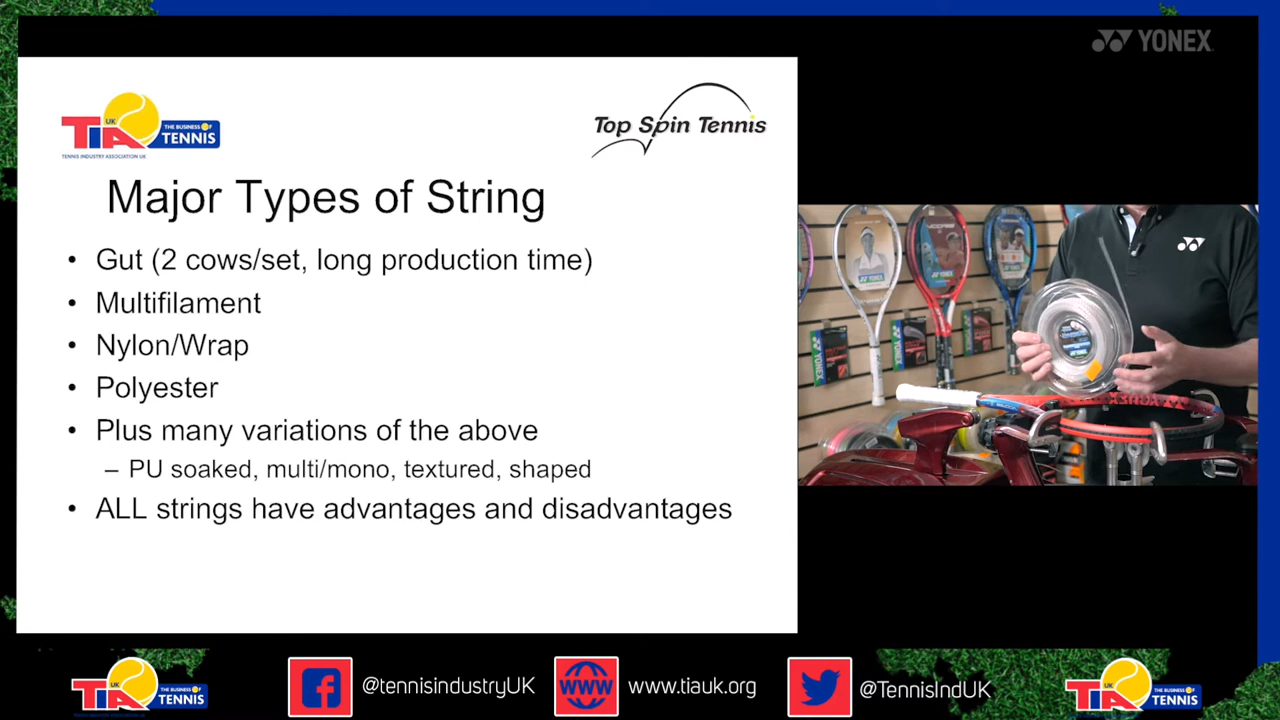 YONEX
UK
TIA
THE BUSINESS OF
TENNIS
TENNIS INDUSTRY ASSOCIATION UK
Top Spin Tennis
Major Types of String
• Gut (2 cows/set, long production time)
• Multifilament
• Nylon/Wrap
• Polyester
• Plus many variations of the above
– PU soaked, multi/mono, textured, shaped
• ALL strings have advantages and disadvantages
YONEX
UK
TIA
THE BUSINESS OF
TENNIS
@tennisindustryUK
WWW
www.tiauk.org
@TennisIndUK
UK
TIA
THE BUSINESS OF
TENNIS